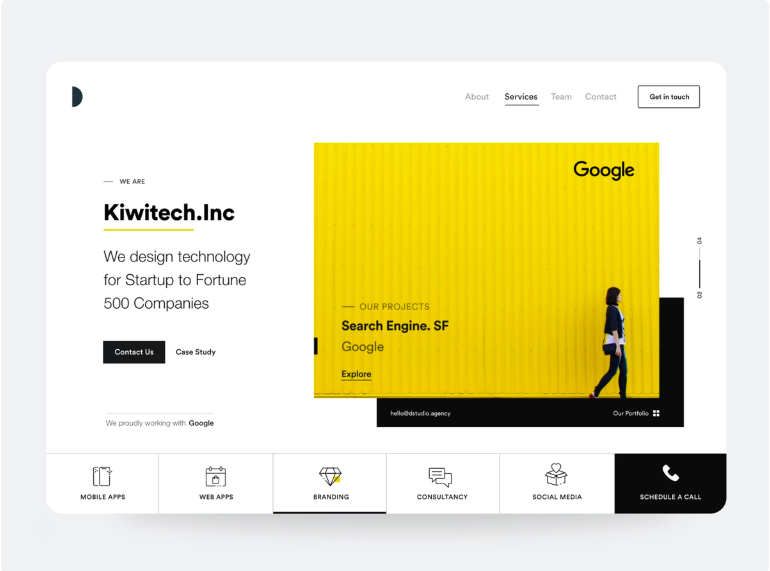 About Services Team Contact Get in touch
WE ARE
Kiwitech.Inc
We design technology
for Startup to Fortune
500 Companies
Contact Us Case Study
We proudly working with Google
Google
OUR PROJECTS
Search Engine. SF
Google
Explore
hello@dstudio.agency Our Portfolio
04
02
MOBILE APPS WEB APPS BRANDING CONSULTANCY SOCIAL MEDIA SCHEDULE A CALL